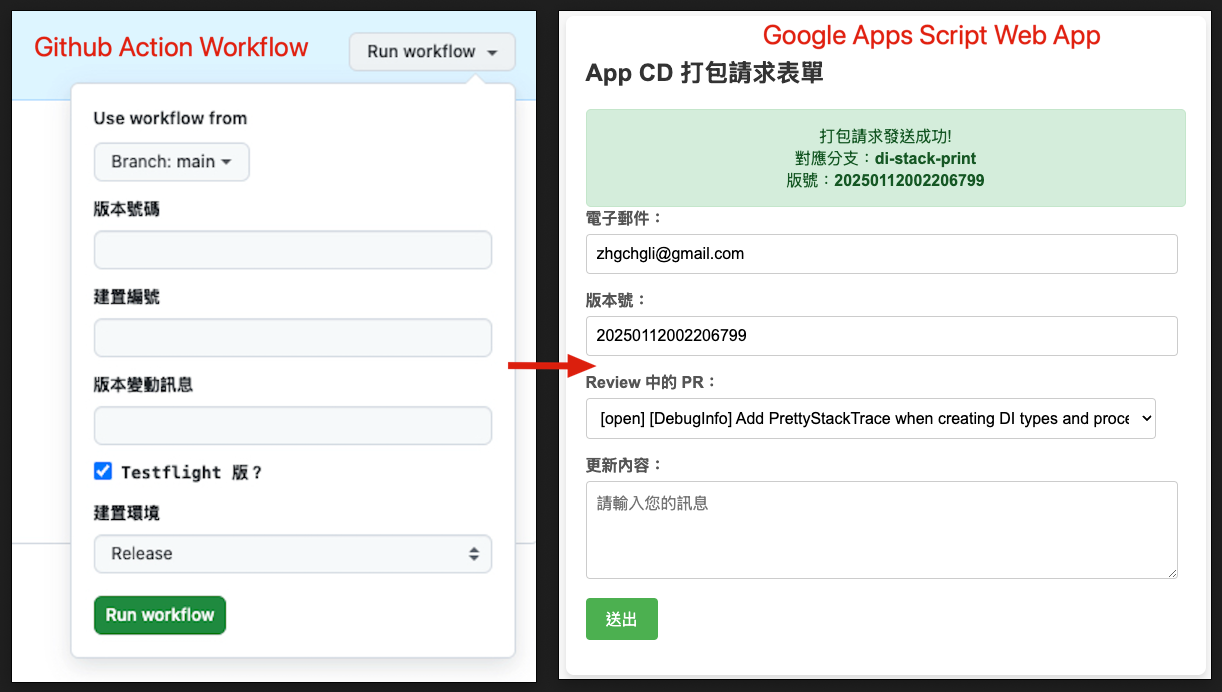 Github Action Workflow
Run workflow
Use workflow from
Branch: main
版本號碼
建置編號
版本變動訊息
Testflight 版？
建置環境
Release
Run workflow
Google Apps Script Web App
App CD 打包請求表單
打包請求發送成功!
對應分支：di-stack-print
版號：20250112002206799
電子郵件：
zhgchgli@gmail.com
版本號：
20250112002206799
Review 中的 PR：
[open] [DebugInfo] Add PrettyStackTrace when creating DI types and proce
更新內容：
請輸入您的訊息
送出